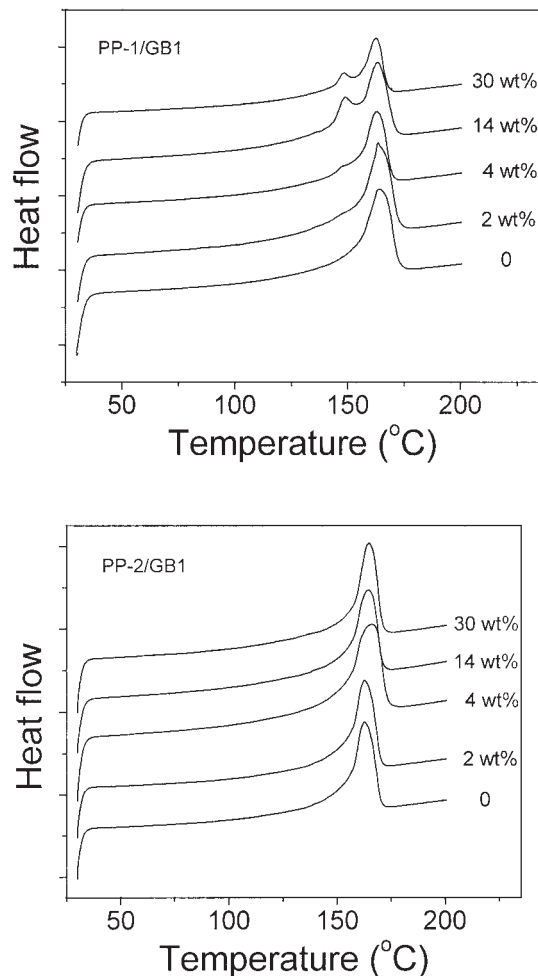 PP-1/GB1
30 wt%
14 wt%
4 wt%
2 wt%
0
Heat flow
50 100 150 200
Temperature (°C)
PP-2/GB1
30 wt%
14 wt%
4 wt%
2 wt%
0
Heat flow
50 100 150 200
Temperature (°C)